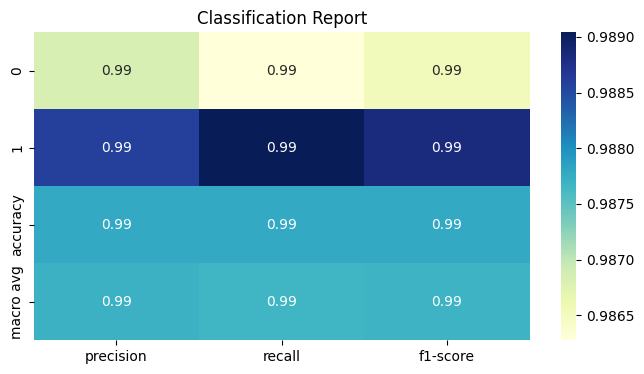 Classification Report
0 0.99 0.99 0.99
1 0.99 0.99 0.99
accuracy 0.99 0.99 0.99
macro avg 0.99 0.99 0.99
precision recall f1-score
0.9890
0.9885
0.9880
0.9875
0.9870
0.9865